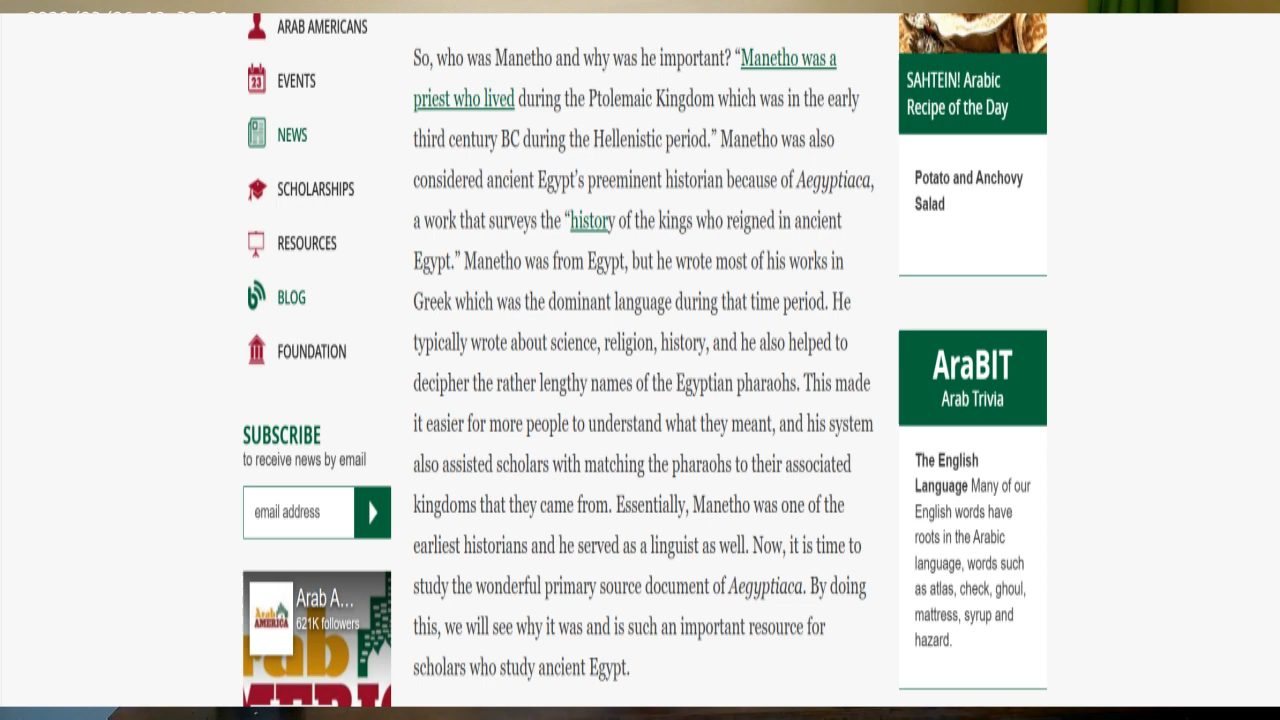 ARAB AMERICANS
EVENTS
23
NEWS
SCHOLARSHIPS
RESOURCES
BLOG
FOUNDATION
SUBSCRIBE
to receive news by email
email address
Arab A...
621K followers
Arab
AMERICA
So, who was Manetho and why was he important? “Manetho was a
priest who lived during the Ptolemaic Kingdom which was in the early
third century BC during the Hellenistic period.” Manetho was also
considered ancient Egypt’s preeminent historian because of Aegyptiaca,
a work that surveys the “history of the kings who reigned in ancient
Egypt.” Manetho was from Egypt, but he wrote most of his works in
Greek which was the dominant language during that time period. He
typically wrote about science, religion, history, and he also helped to
decipher the rather lengthy names of the Egyptian pharaohs. This made
it easier for more people to understand what they meant, and his system
also assisted scholars with matching the pharaohs to their associated
kingdoms that they came from. Essentially, Manetho was one of the
earliest historians and he served as a linguist as well. Now, it is time to
study the wonderful primary source document of Aegyptiaca. By doing
this, we will see why it was and is such an important resource for
scholars who study ancient Egypt.
SAHTEIN! Arabic
Recipe of the Day
Potato and Anchovy
Salad
AraBIT
Arab Trivia
The English
Language Many of our
English words have
roots in the Arabic
language, words such
as atlas, check, ghoul,
mattress, syrup and
hazard.